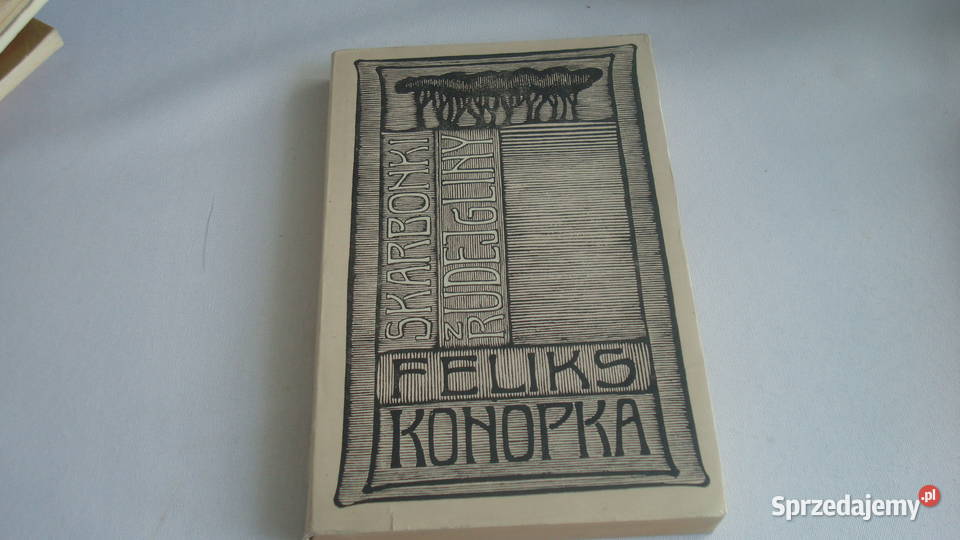 SKARBONKI
Z RUDEJ GLINY
FELIKS
KONOPKA
Sprzedajemy.pl